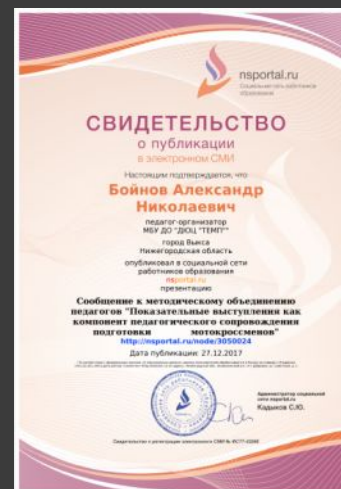 nsportal.ru
Социальная сеть работников
образования
СВИДЕТЕЛЬСТВО
о публикации
в электронном СМИ
Настоящим подтверждается, что
Бойнов Александр
Николаевич
педагог-организатор
МБУ ДО "ДЮЦ "ТЕМП"
город Выкса
Нижегородская область
опубликовал в социальной сети
работников образования
nsportal.ru
презентацию
Сообщение к методическому объединению
педагогов "Показательные выступления как
компонент педагогического сопровождения
подготовки мотокроссменов"
http://nsportal.ru/node/3050024
Дата публикации: 27.12.2017
Администратор социальной
сети nsportal.ru
Кадыков С.Ю.